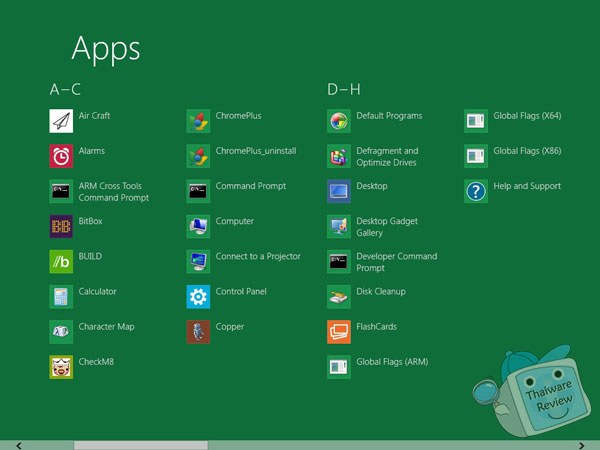 Apps
A–C
Air Craft
Alarms
ARM Cross Tools
Command Prompt
BitBox
BUILD
Calculator
Character Map
CheckM8
ChromePlus
ChromePlus_uninstall
Command Prompt
Computer
Connect to a Projector
Control Panel
Copper
D–H
Default Programs
Defragment and
Optimize Drives
Desktop
Desktop Gadget
Gallery
Developer Command
Prompt
Disk Cleanup
FlashCards
Global Flags (ARM)
Global Flags (X64)
Global Flags (X86)
Help and Support
Thaiware
Review